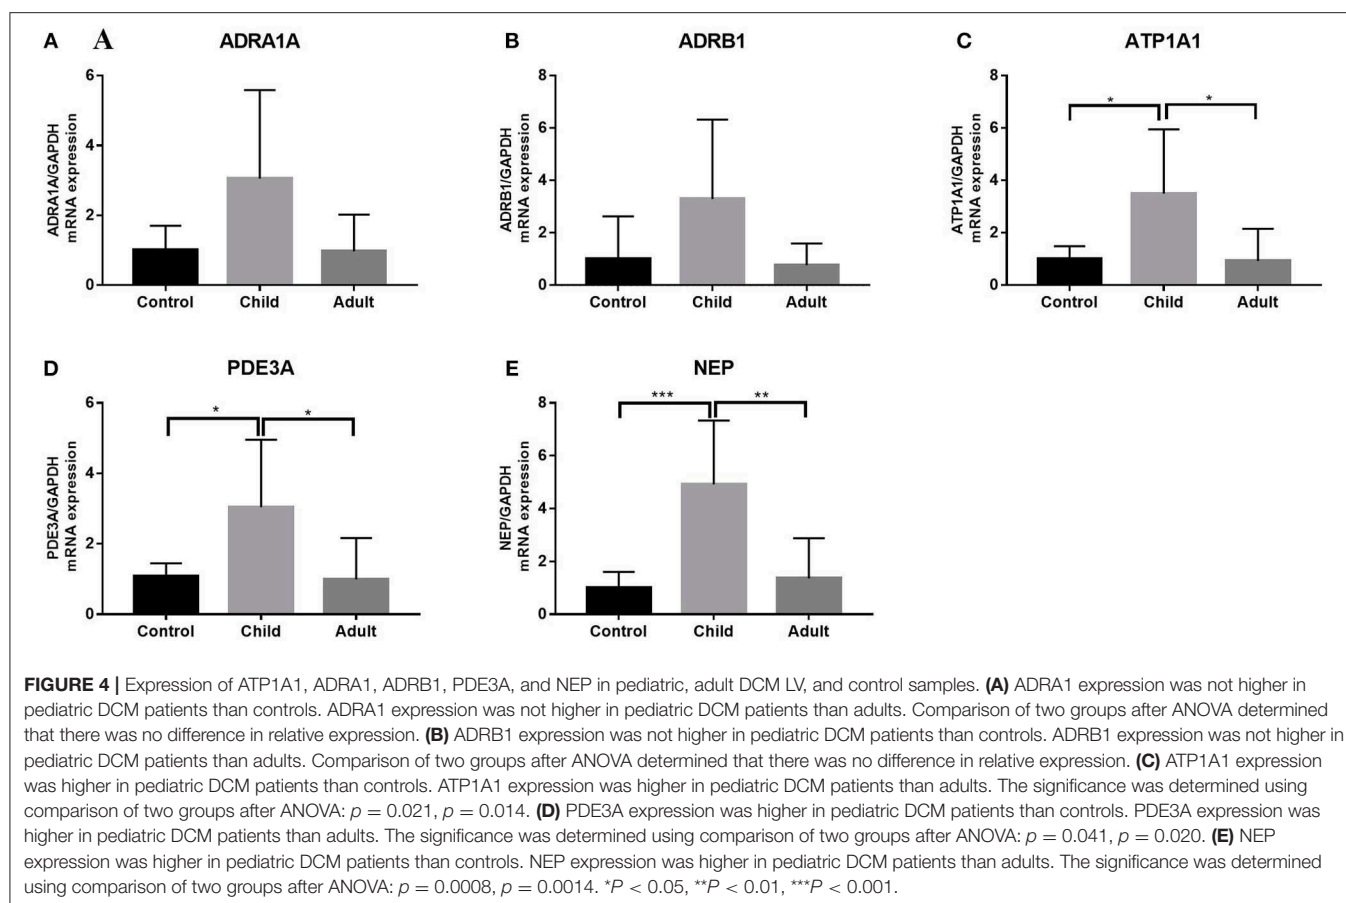 A A ADRA1A
ADRA1A/GAPDH
mRNA expression
6
4
2
0
Control Child Adult
B ADRB1
ADRB1/GAPDH
mRNA expression
8
6
4
2
0
Control Child Adult
C ATP1A1
ATP1A1/GAPDH
mRNA expression
8
6
4
2
0
* *
Control Child Adult
D PDE3A
PDE3A/GAPDH
mRNA expression
6
4
2
0
* *
Control Child Adult
E NEP
NEP/GAPDH
mRNA expression
8
6
4
2
0
*** **
Control Child Adult
FIGURE 4 | Expression of ATP1A1, ADRA1, ADRB1, PDE3A, and NEP in pediatric, adult DCM LV, and control samples. (A) ADRA1 expression was not higher in
pediatric DCM patients than controls. ADRA1 expression was not higher in pediatric DCM patients than adults. Comparison of two groups after ANOVA determined
that there was no difference in relative expression. (B) ADRB1 expression was not higher in pediatric DCM patients than controls. ADRB1 expression was not higher in
pediatric DCM patients than adults. Comparison of two groups after ANOVA determined that there was no difference in relative expression. (C) ATP1A1 expression
was higher in pediatric DCM patients than controls. ATP1A1 expression was higher in pediatric DCM patients than adults. The significance was determined using
comparison of two groups after ANOVA: p = 0.021, p = 0.014. (D) PDE3A expression was higher in pediatric DCM patients than controls. PDE3A expression was
higher in pediatric DCM patients than adults. The significance was determined using comparison of two groups after ANOVA: p = 0.041, p = 0.020. (E) NEP
expression was higher in pediatric DCM patients than controls. NEP expression was higher in pediatric DCM patients than adults. The significance was determined
using comparison of two groups after ANOVA: p = 0.0008, p = 0.0014. *P < 0.05, **P < 0.01, ***P < 0.001.